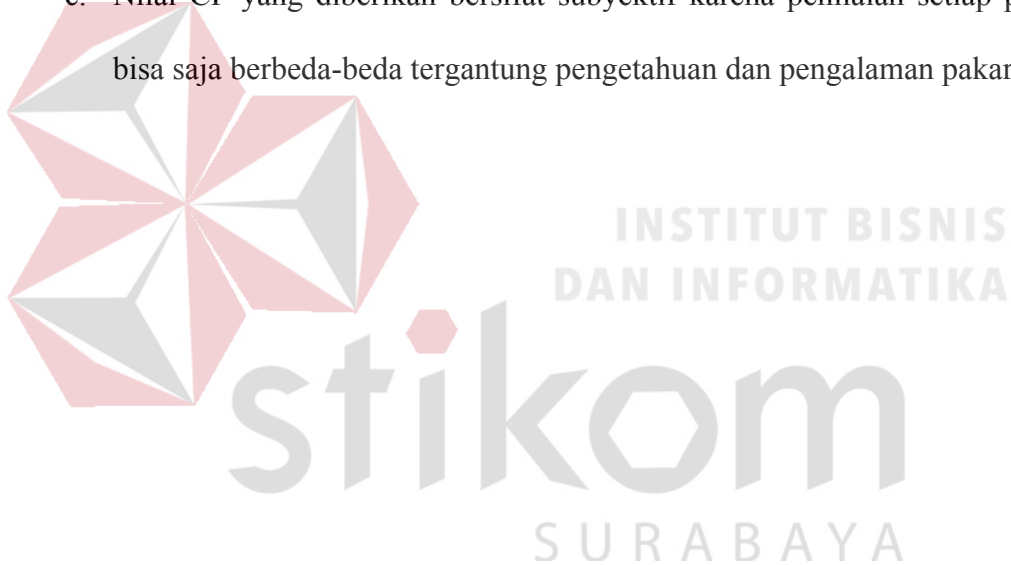 Nilai CF yang diberikan bersifat subyektif karena penilaian setiap
bisa saja berbeda-beda tergantung pengetahuan dan pengalaman pakar
INSTITUT BISNIS
DAN INFORMATIKA
stikom
SURABAYA